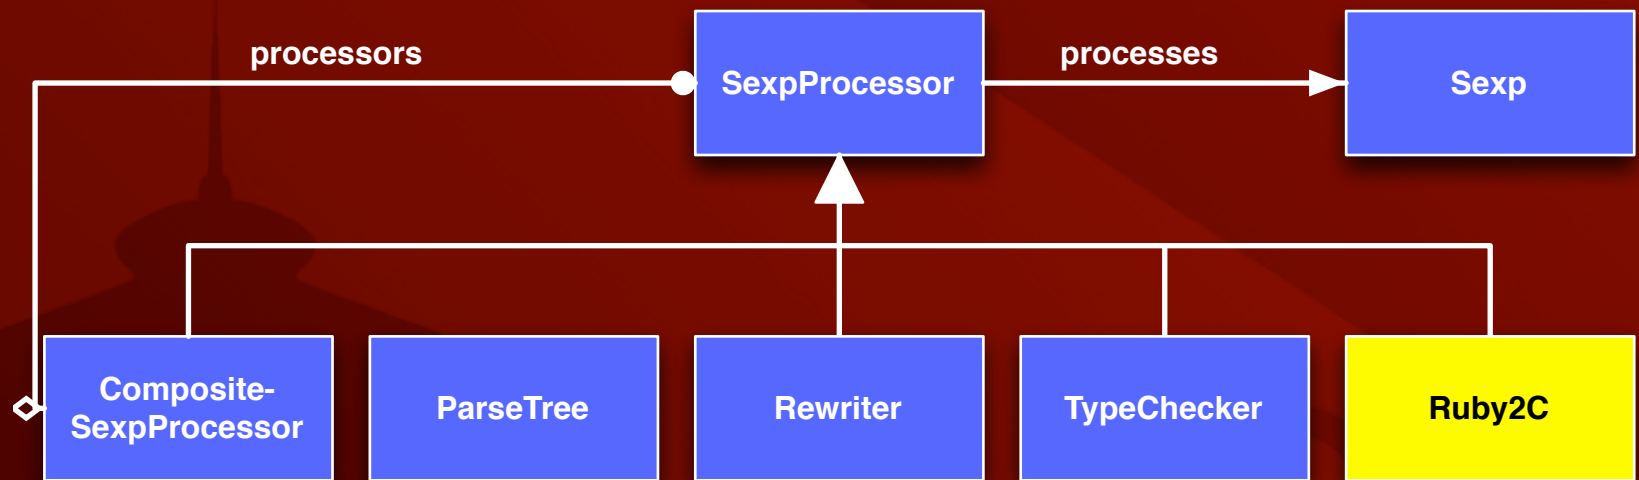 processors
SexpProcessor
processes
Sexp
Composite-
SexpProcessor
ParseTree
Rewriter
TypeChecker
Ruby2C